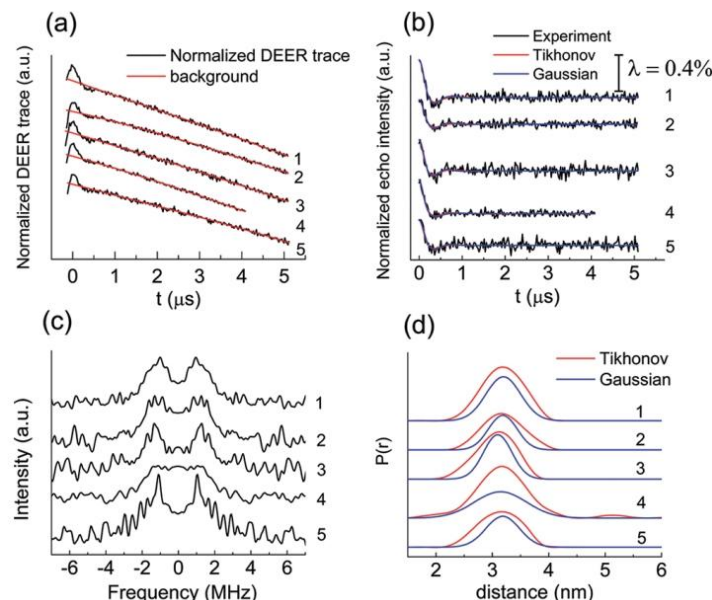 (a)
Normalized DEER trace (a.u.)
Normalized DEER trace
background
1
2
3
4
5
0 1 2 3 4 5
t (μs)
(b)
Normalized echo intensity (a.u.)
Experiment
Tikhonov
Gaussian
λ = 0.4%
1
2
3
4
5
0 1 2 3 4 5
t (μs)
(c)
Intensity (a.u.)
1
2
3
4
5
-6 -4 -2 0 2 4 6
Frequency (MHz)
(d)
P(r)
Tikhonov
Gaussian
1
2
3
4
5
2 3 4 5 6
distance (nm)